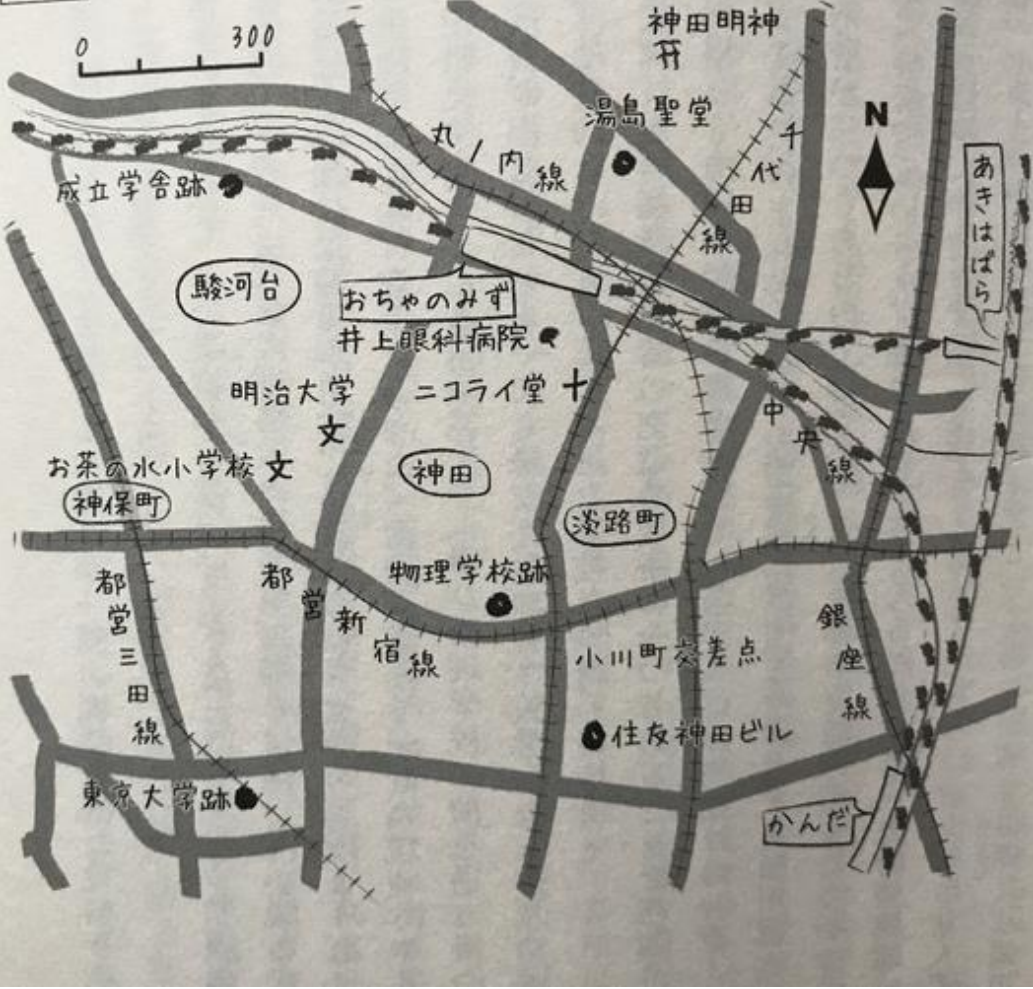 0 300
神田明神
湯島聖堂
N
千代田線
丸ノ内線
あきはばら
成立学舎跡
駿河台
おちゃのみず
井上眼科病院
明治大学
ニコライ堂
中央線
お茶の水小学校
神田
神保町
淡路町
都営三田線
都営新宿線
物理学校跡
小川町交差点
銀座線
住友神田ビル
東京大学跡
かんだ